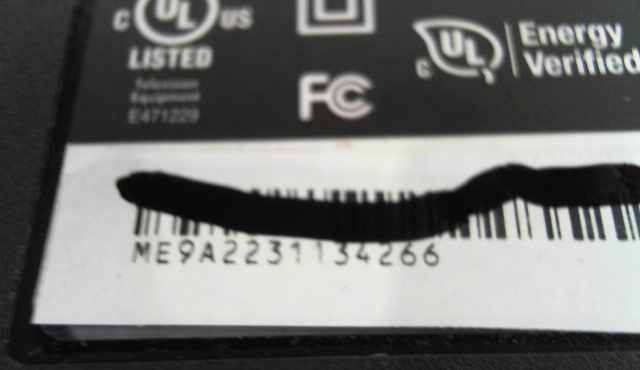 C UL US
LISTED
Television
Equipment
E471229
FC
C UL
Energy
Verified
ME9A2231134266